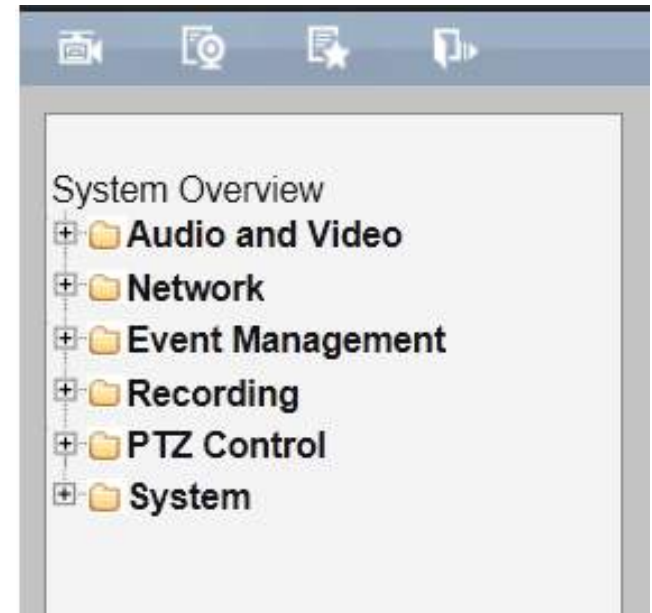 System Overview
Audio and Video
Network
Event Management
Recording
PTZ Control
System